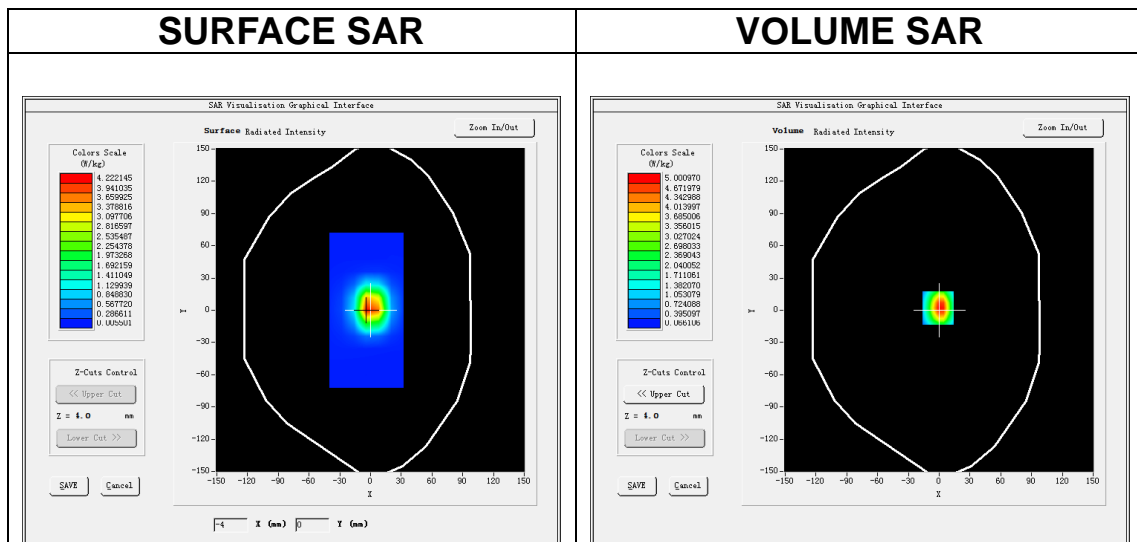 SURFACE SAR
VOLUME SAR
SAR Visualisation Graphical Interface
Surface Radiated Intensity
Zoom In/Out
Colors Scale
(W/kg)
4.222145
3.941035
3.659925
3.378816
3.097706
2.816597
2.535487
2.254378
1.973268
1.692159
1.411049
1.129939
0.848830
0.567720
0.286611
0.005501
Z-Cuts Control
<< Upper Cut
Z = 4.0 mm
Lower Cut >>
SAVE
Cancel
150
120
90
60
30
0
-30
-60
-90
-120
-150
Y
-150 -120 -90 -60 -30 0 30 60 90 120 150
X
-4 X (mm) 0 Y (mm)
SAR Visualisation Graphical Interface
Volume Radiated Intensity
Zoom In/Out
Colors Scale
(W/kg)
5.000970
4.671979
4.342988
4.013997
3.685006
3.356015
3.027024
2.698033
2.369043
2.040052
1.711061
1.382070
1.053079
0.724088
0.395097
0.066106
Z-Cuts Control
<< Upper Cut
Z = 4.0 mm
Lower Cut >>
SAVE
Cancel
150
120
90
60
30
0
-30
-60
-90
-120
-150
Y
-150 -120 -90 -60 -30 0 30 60 90 120 150
X